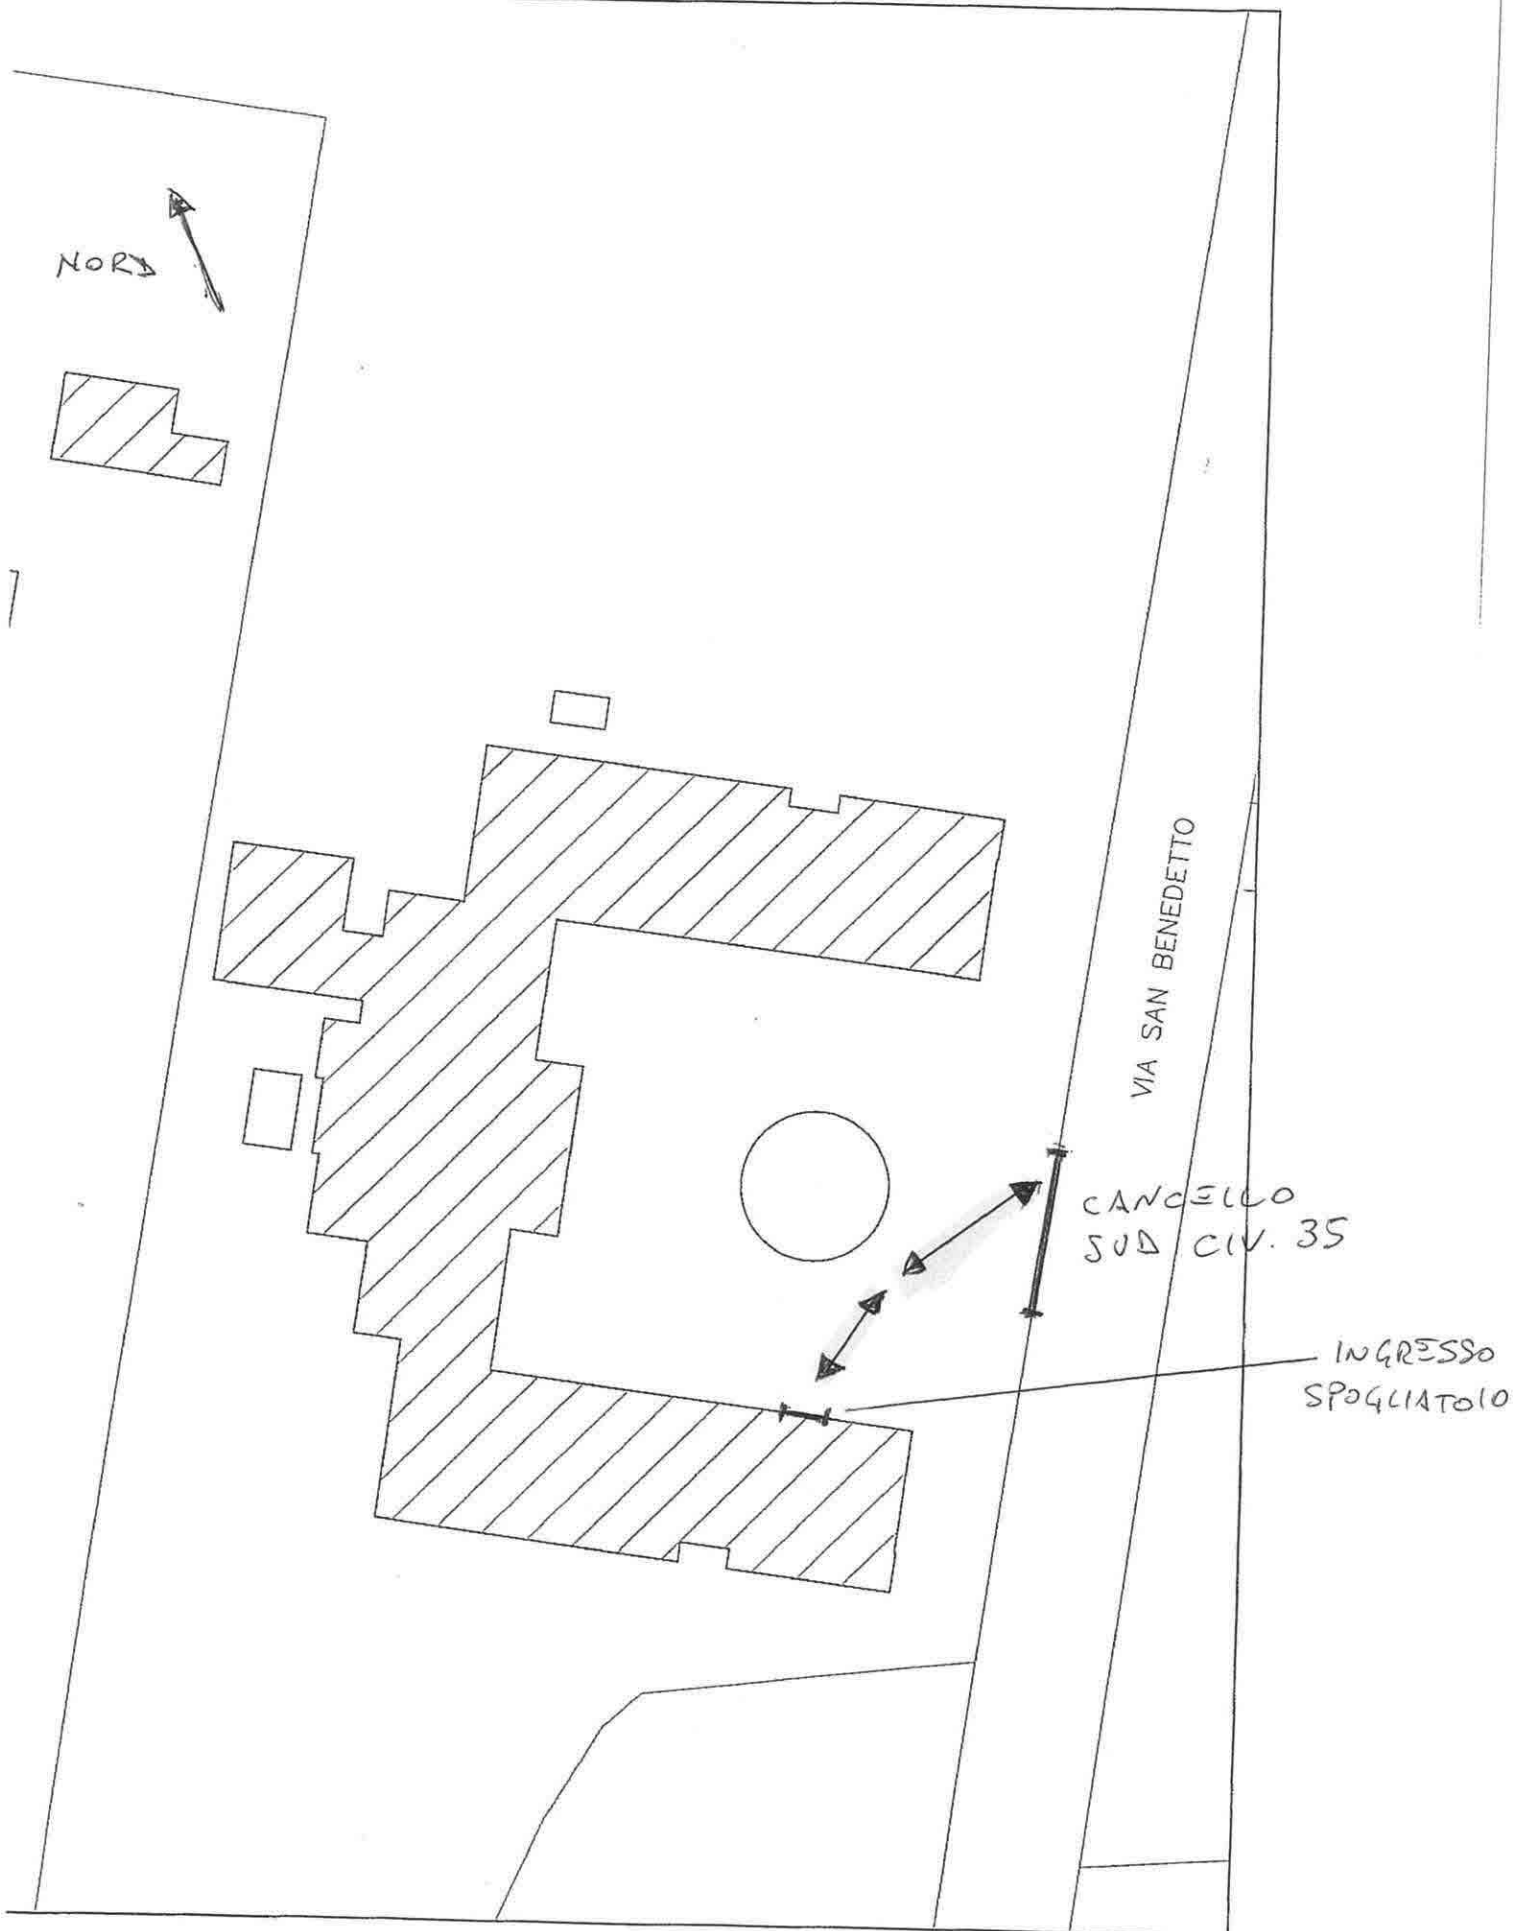 NORD
VIA SAN BENEDETTO
CANCELLO
SUD CIV. 35
INGRESSO
SPOGLIATOIO